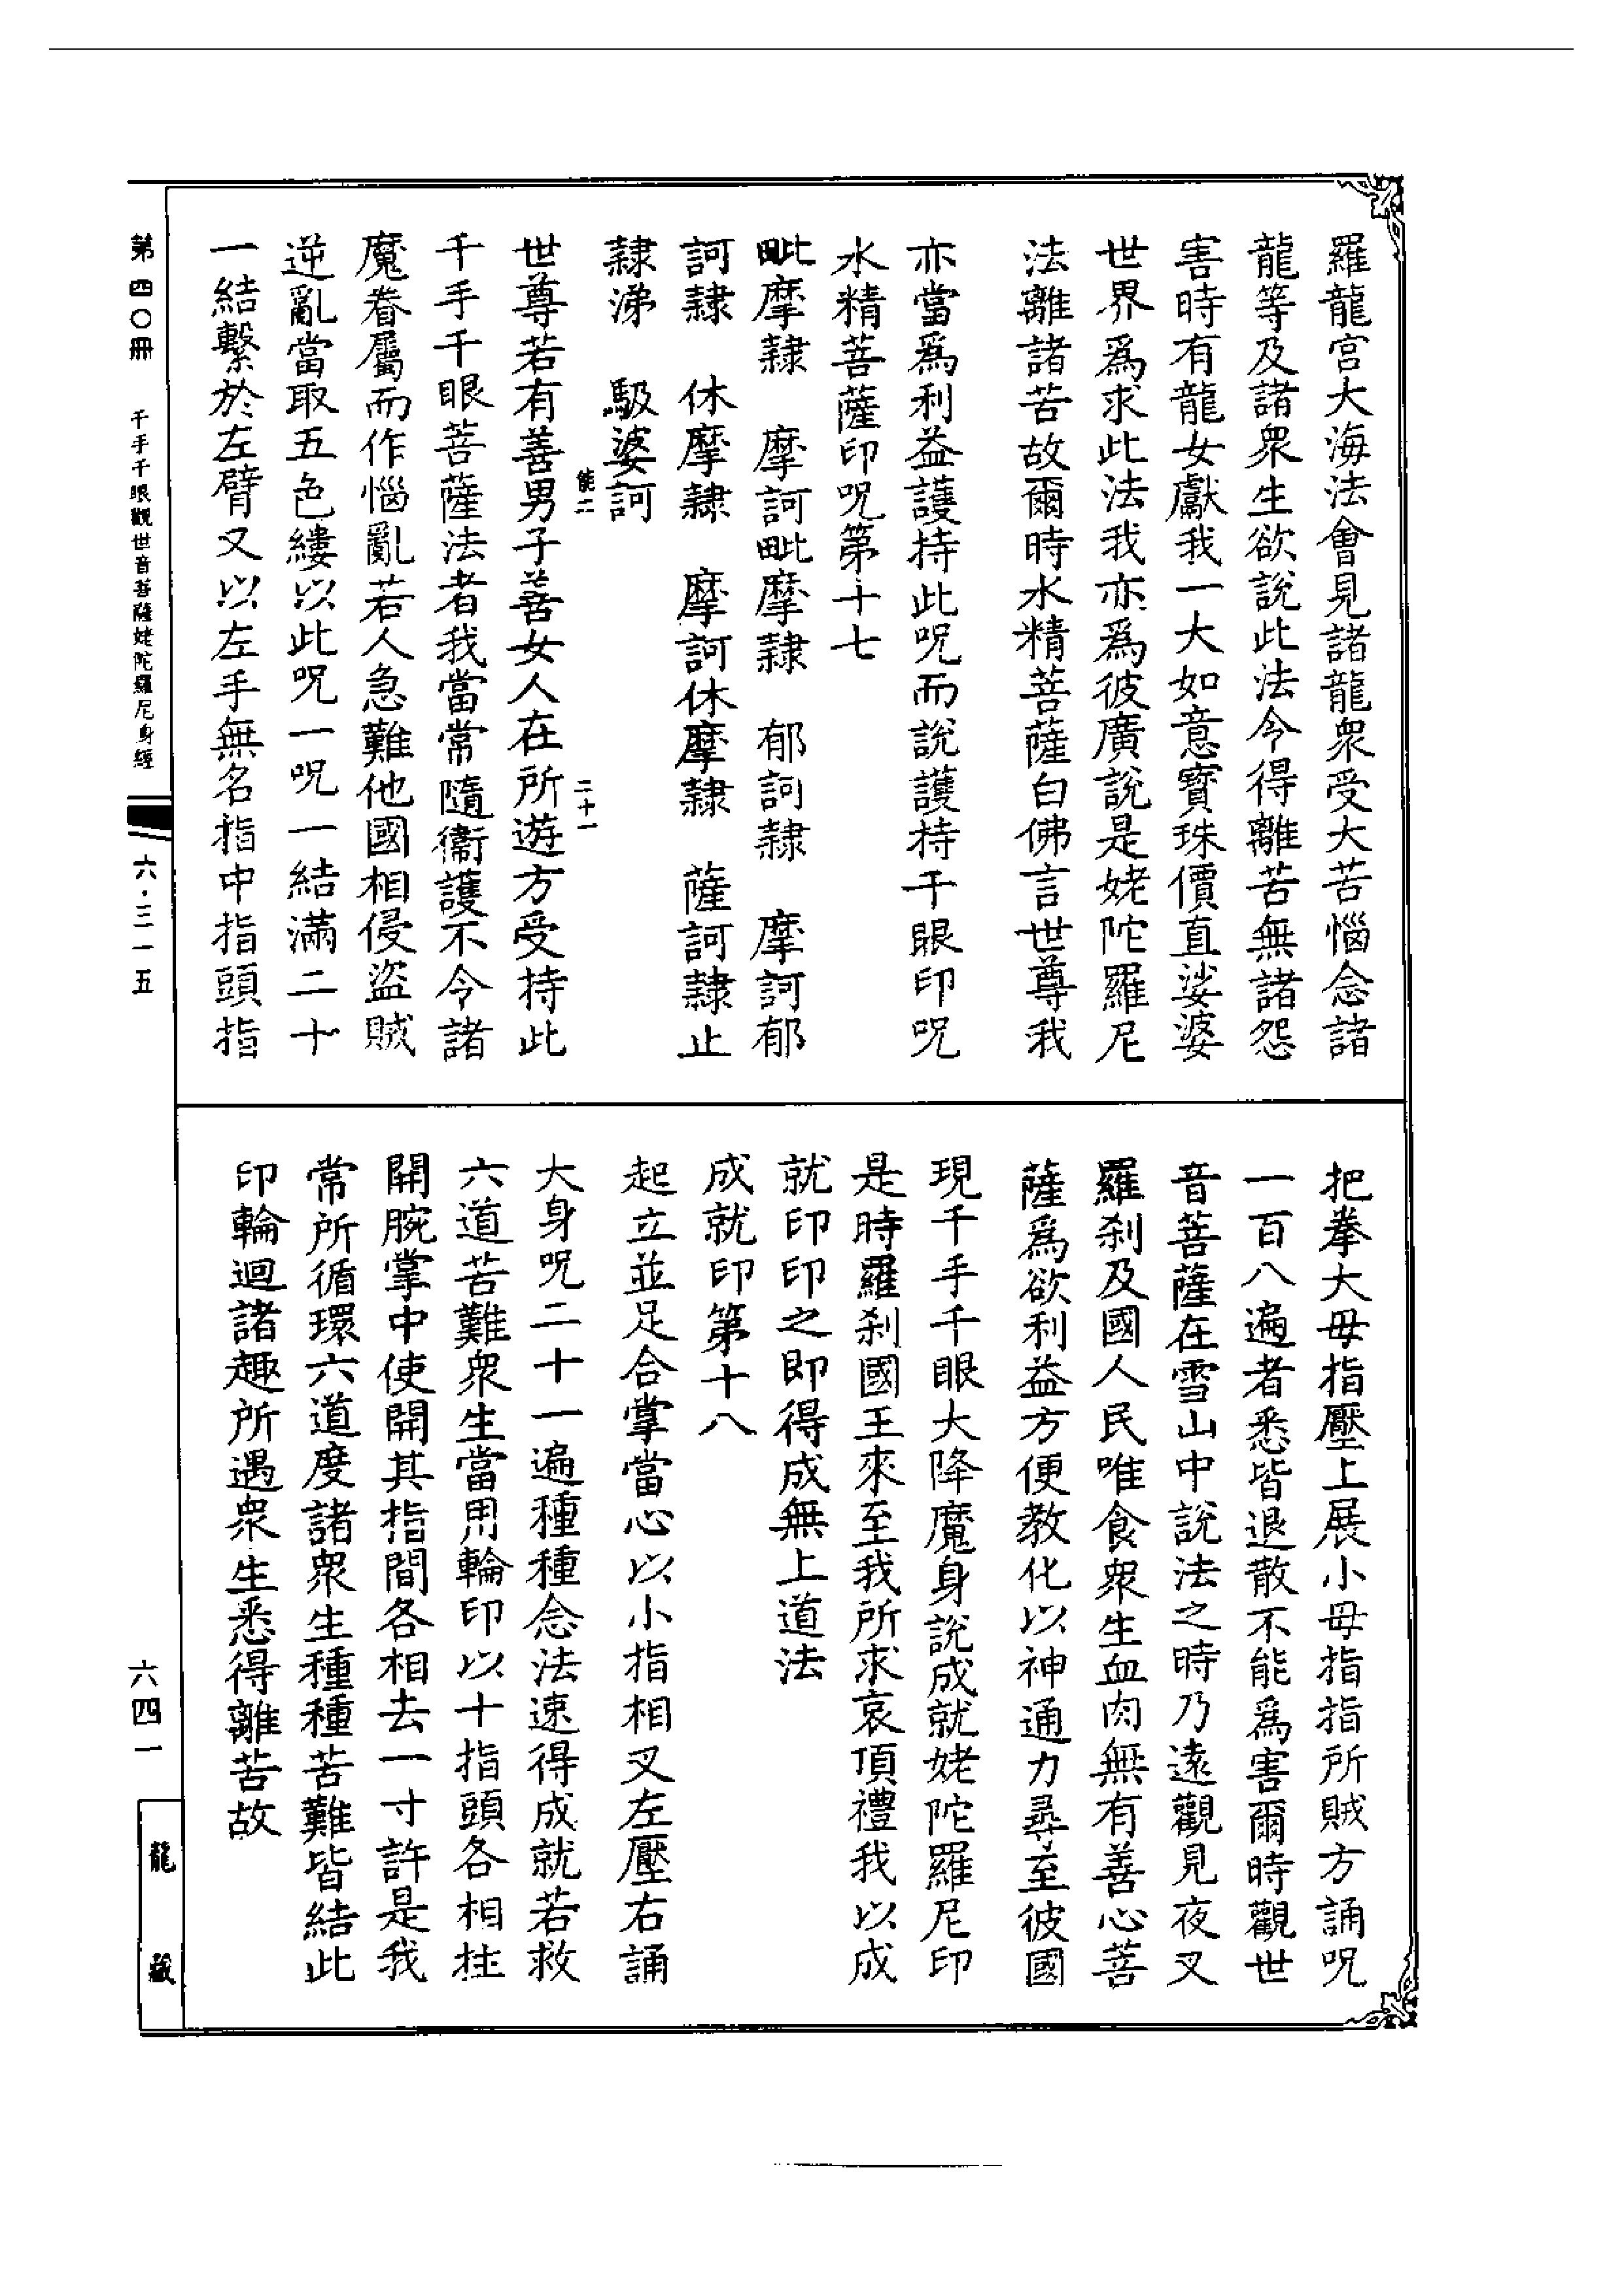 羅龍宮大海法會見諸龍衆受大苦惱念諸
龍等及諸衆生欲說此法令得離苦無諸怨
害時有龍女獻我一大如意寶珠價直娑婆
世界爲求此法我亦爲彼廣說是姥陀羅尼
法離諸苦故爾時水精菩薩白佛言世尊我
亦當爲利益護持此呪而說護持千眼印呪
水精菩薩印呪第十七
毗摩隸　摩訶毗摩隸　郁訶隸　摩訶郁
訶隸　休摩隸　摩訶休摩隸　薩訶隸止
隸涕　馺婆訶
能二　二十一
世尊若有善男子善女人在所遊方受持此
千手千眼菩薩法者我當常隨衞護不令諸
魔眷屬而作惱亂若人急難他國相侵盜賊
逆亂當取五色縷以此呪一呪一結滿二十
一結繫於左臂又以左手無名指中指頭指
把拳大母指壓上展小母指指所賊方誦呪
一百八遍者悉皆退散不能爲害爾時觀世
音菩薩在雪山中說法之時乃遠觀見夜叉
羅刹及國人民唯食衆生血肉無有善心菩
薩爲欲利益方便教化以神通力尋至彼國
現千手千眼大降魔身說成就姥陀羅尼印
是時羅刹國王來至我所求哀頂禮我以成
就印印之即得成無上道法
成就印第十八
起立並足合掌當心以小指相叉左壓右誦
大身呪二十一遍種種念法速得成就若救
六道苦難衆生當用輪印以十指頭各相拄
開腕掌中使開其指間各相去一寸許是我
常所循環六道度諸衆生種種苦難皆結此
印輪迴諸趣所遇衆生悉得離苦故
第四〇冊　千手千眼觀世音菩薩姥陀羅尼身經
六・三一五
六四一
龍藏